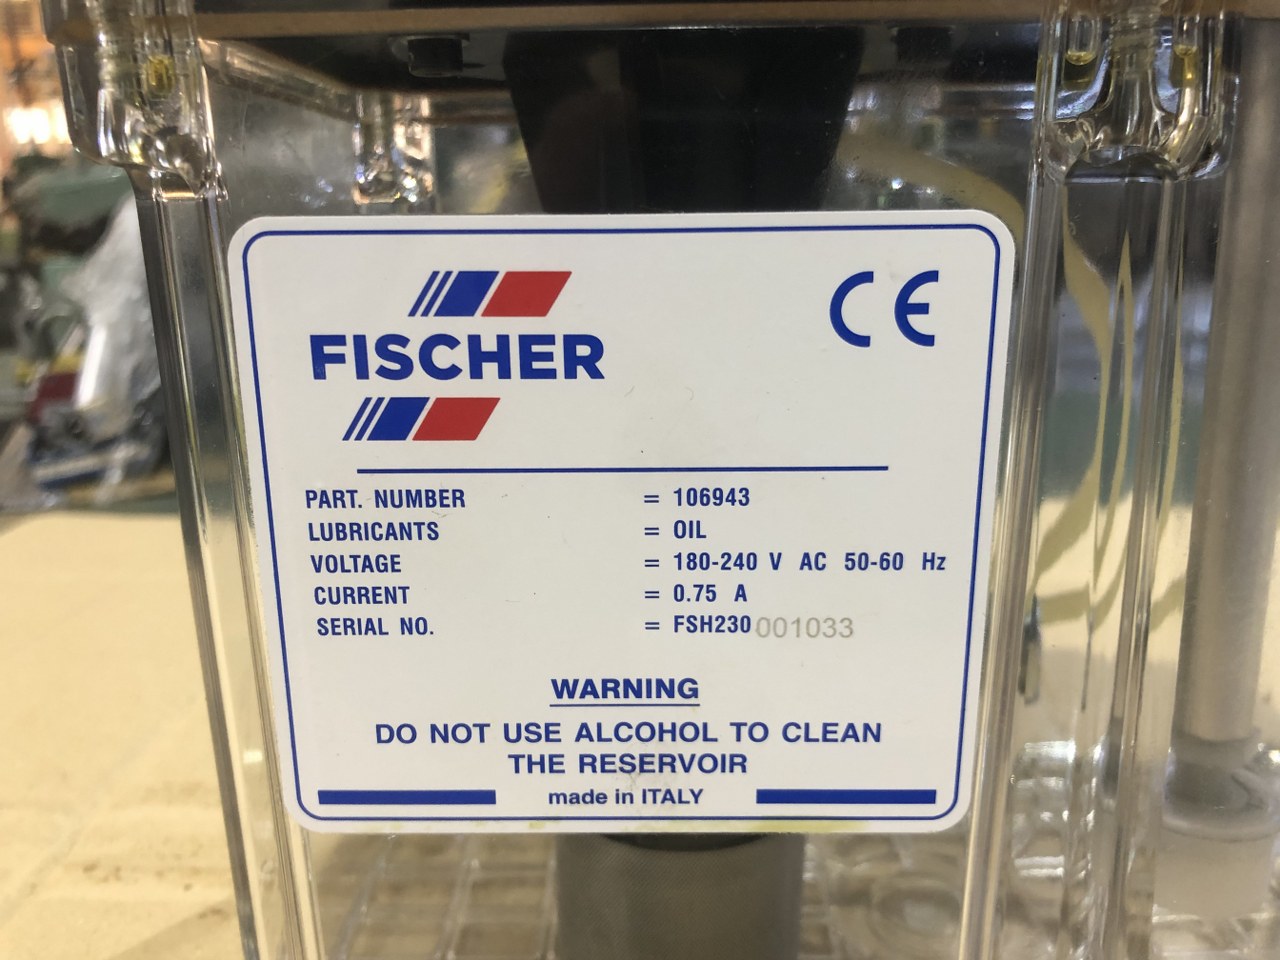 CE
FISCHER
PART. NUMBER = 106943
LUBRICANTS = OIL
VOLTAGE = 180-240 V AC 50-60 Hz
CURRENT = 0.75 A
SERIAL NO. = FSH230 001033
WARNING
DO NOT USE ALCOHOL TO CLEAN
THE RESERVOIR
made in ITALY